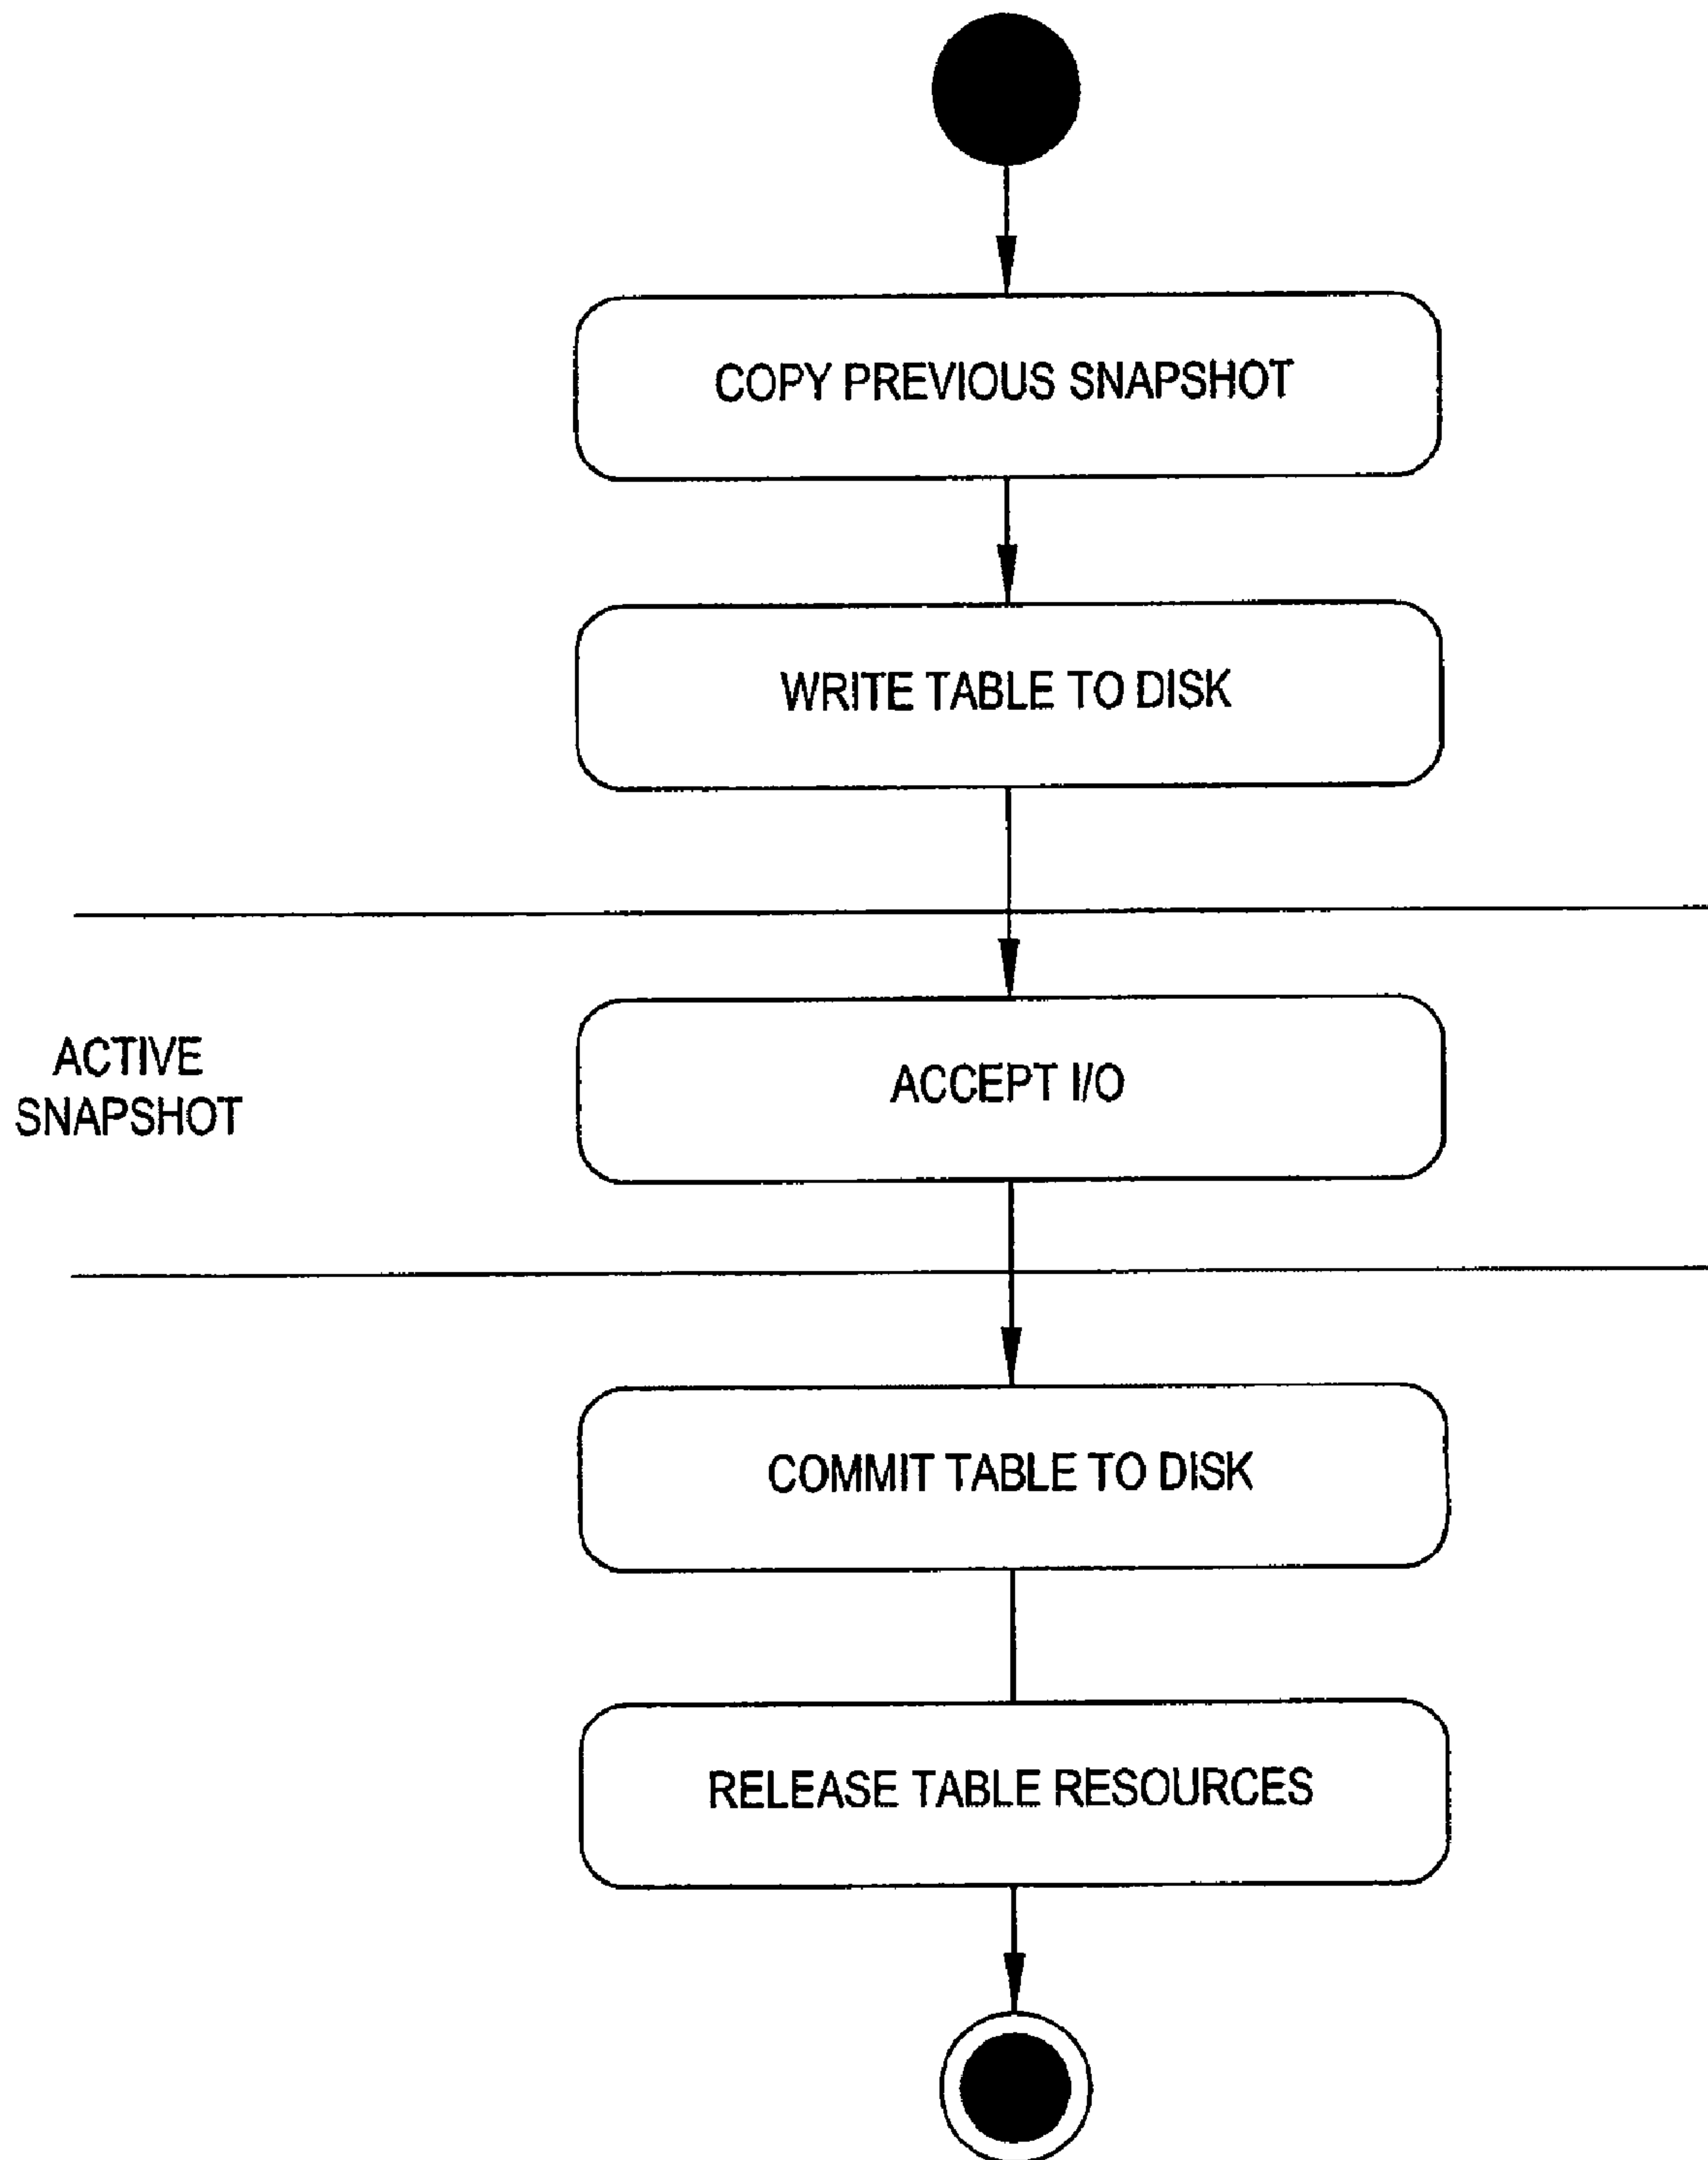 COPY PREVIOUS SNAPSHOT
WRITE TABLE TO DISK
ACTIVE
SNAPSHOT
ACCEPT I/O
COMMIT TABLE TO DISK
RELEASE TABLE RESOURCES